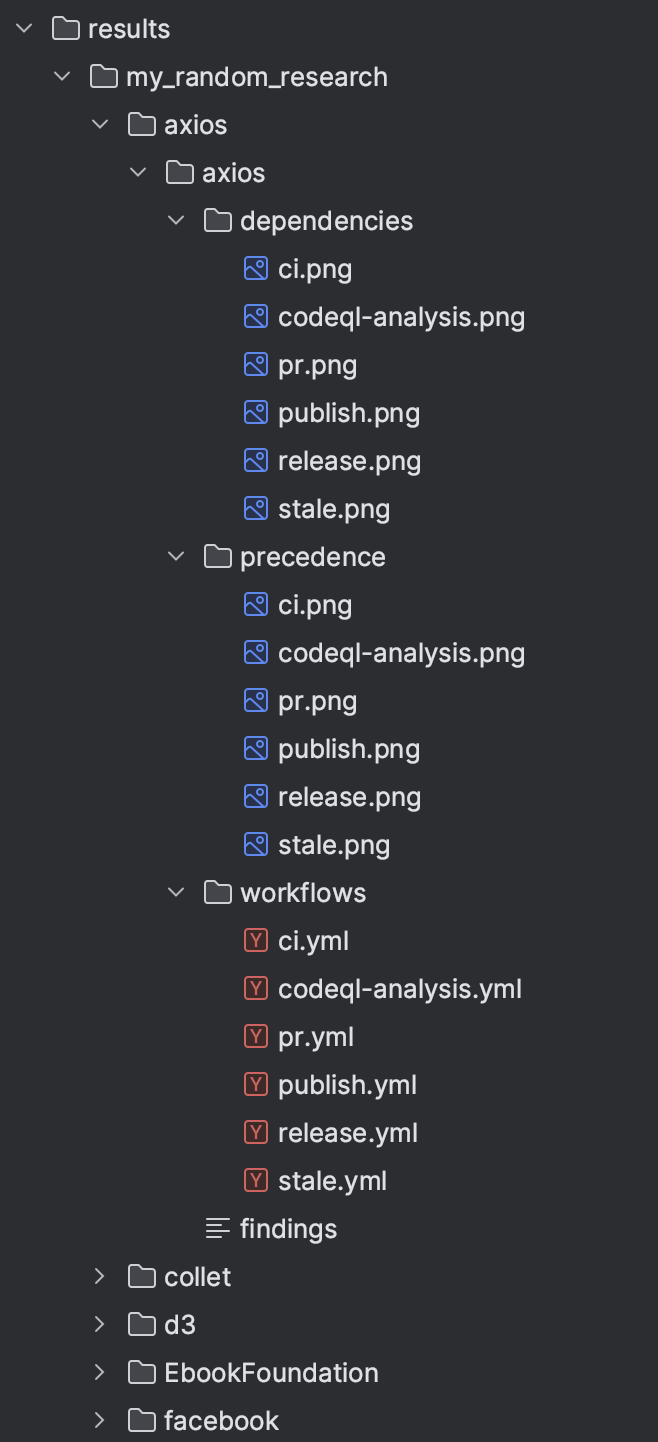 results
my_random_research
axios
axios
dependencies
ci.png
codeql-analysis.png
pr.png
publish.png
release.png
stale.png
precedence
ci.png
codeql-analysis.png
pr.png
publish.png
release.png
stale.png
workflows
Y ci.yml
Y codeql-analysis.yml
Y pr.yml
Y publish.yml
Y release.yml
Y stale.yml
findings
collet
d3
EbookFoundation
facebook